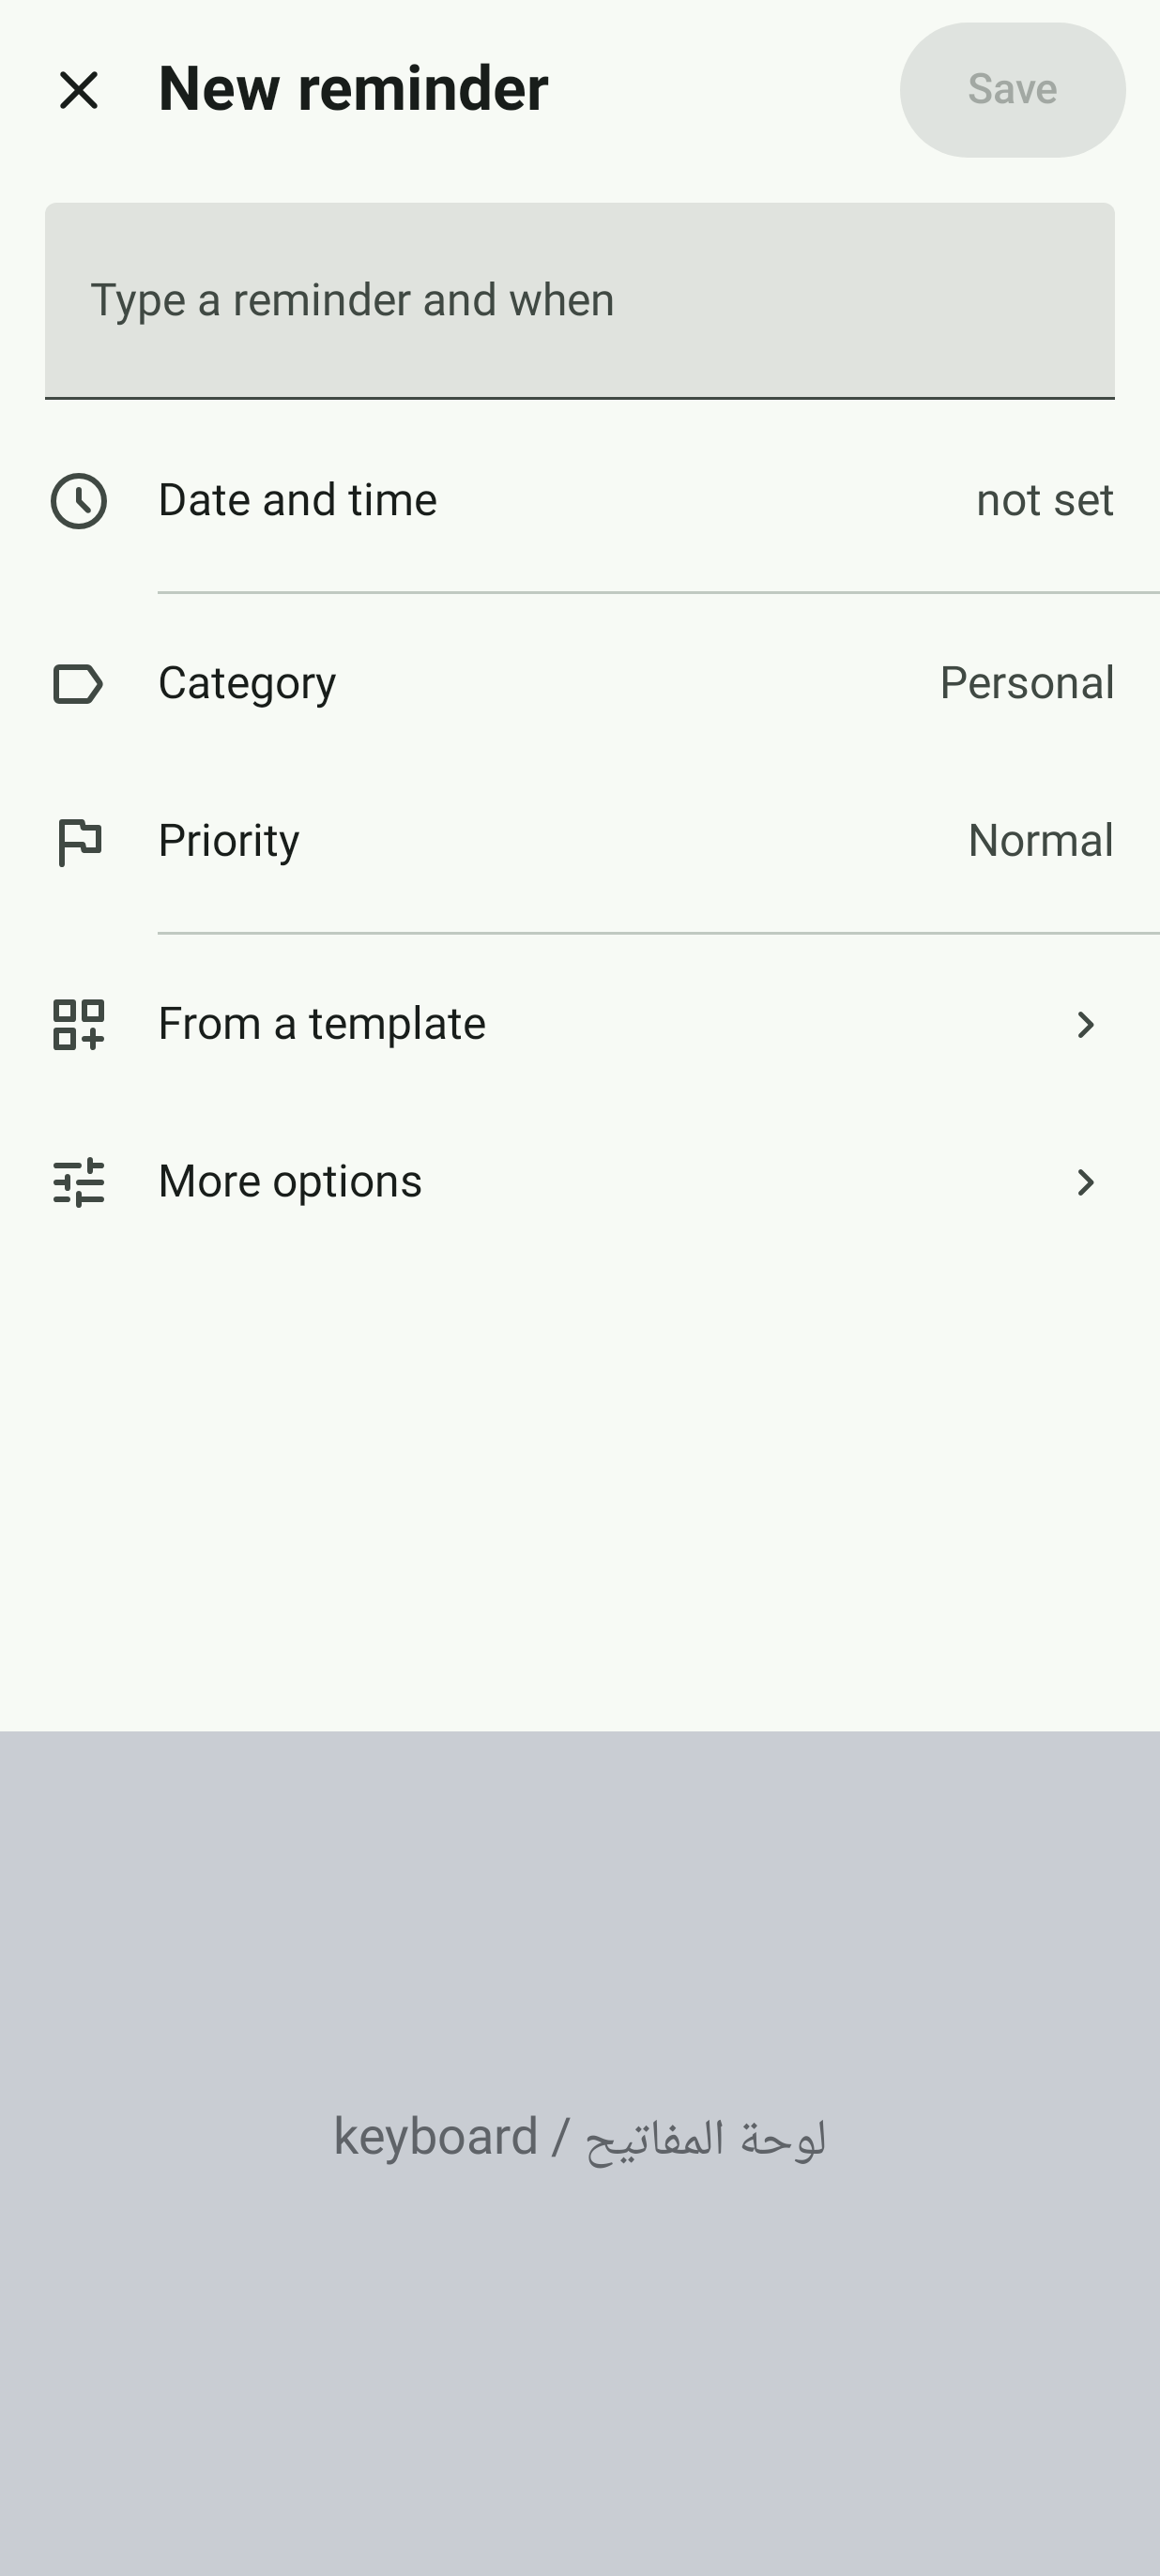 New reminder
Save
Type a reminder and when
Date and time
not set
Category
Personal
Priority
Normal
From a template
More options
keyboard / لوحة المفاتيح